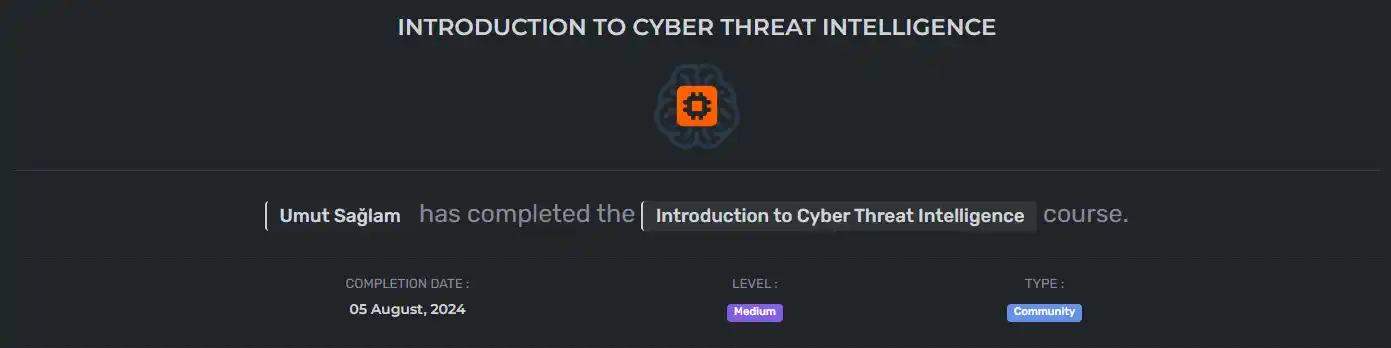 INTRODUCTION TO CYBER THREAT INTELLIGENCE
Umut Sağlam has completed the Introduction to Cyber Threat Intelligence course.
COMPLETION DATE : LEVEL : TYPE :
05 August, 2024 Medium Community